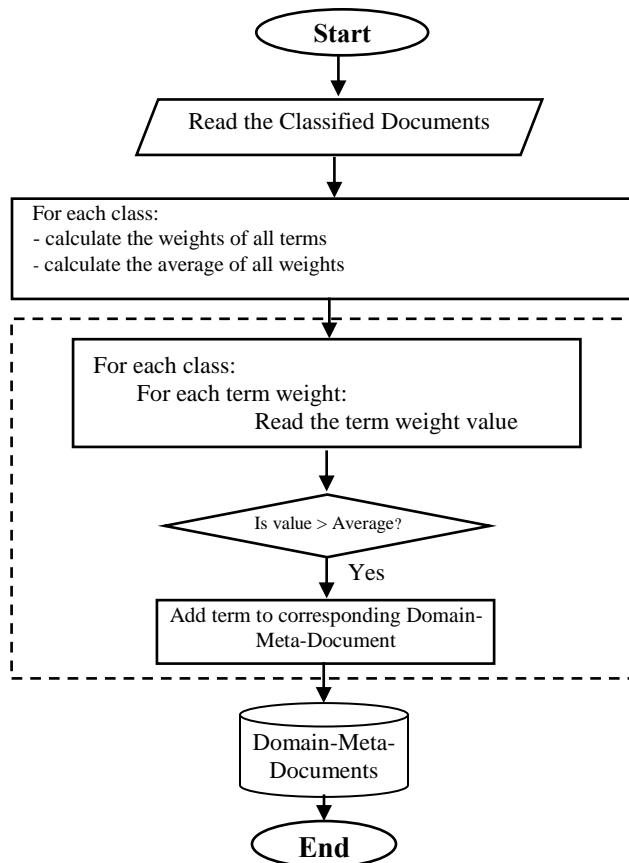 Start
Read the Classified Documents
For each class:
- calculate the weights of all terms
- calculate the average of all weights
For each class:
For each term weight:
Read the term weight value
Is value > Average?
Yes
Add term to corresponding Domain-
Meta-Document
Domain-Meta-
Documents
End